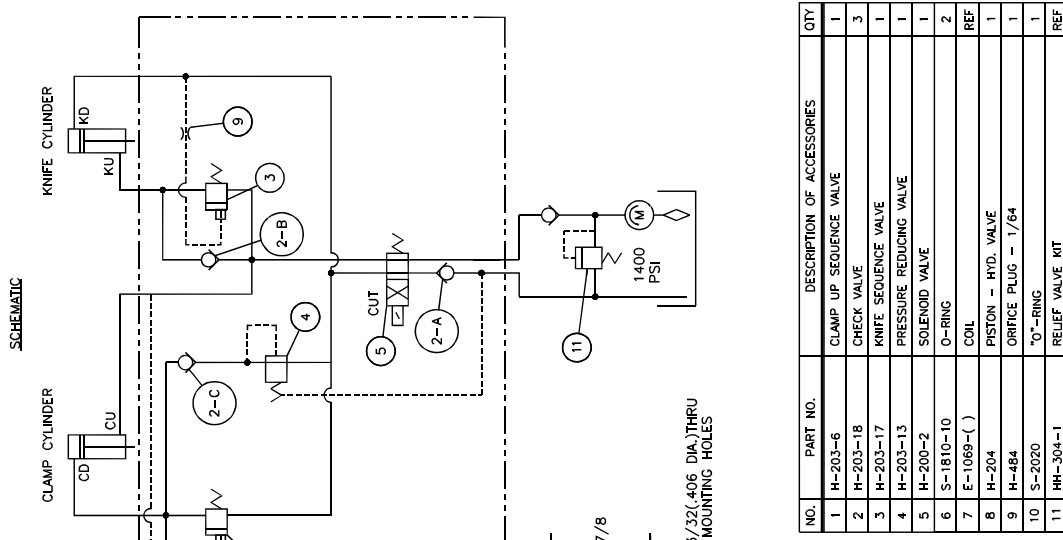 SCHEMATIC
KNIFE CYLINDER
KD
KU
9
3
2-B
CLAMP CYLINDER
CD
CU
2-C
4
CUT
5
2-A
M
1400
PSI
11
(.406 DIA.)THRU
MOUNTING HOLES
7/8
NO. PART NO. DESCRIPTION OF ACCESSORIES QTY
1 H-203-6 CLAMP UP SEQUENCE VALVE 1
2 H-203-18 CHECK VALVE 3
3 H-203-17 KNIFE SEQUENCE VALVE 1
4 H-203-13 PRESSURE REDUCING VALVE 1
5 H-200-2 SOLENOID VALVE 1
6 S-1810-10 O-RING 2
7 E-1069-( ) COIL REF
8 H-204 PISTON - HYD. VALVE 1
9 H-484 ORIFICE PLUG - 1/64 1
10 S-2020 "O"-RING 1
11 HH-304-1 RELIEF VALVE KIT REF